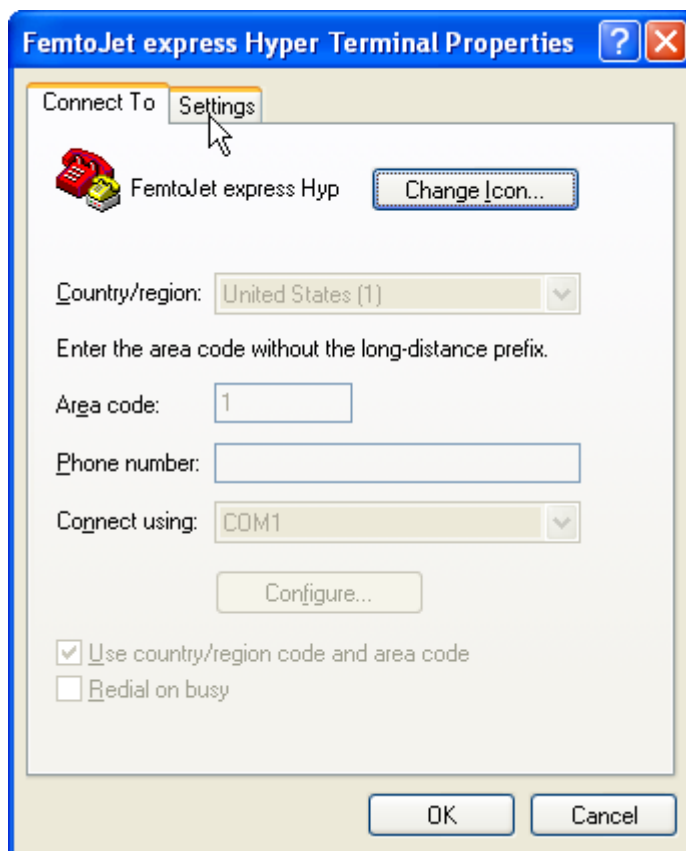 FemtoJet express Hyper Terminal Properties
Connect To Settings
FemtoJet express Hyp Change Icon...
Country/region: United States (1)
Enter the area code without the long-distance prefix.
Area code: 1
Phone number:
Connect using: COM1
Configure...
Use country/region code and area code
Redial on busy
OK Cancel